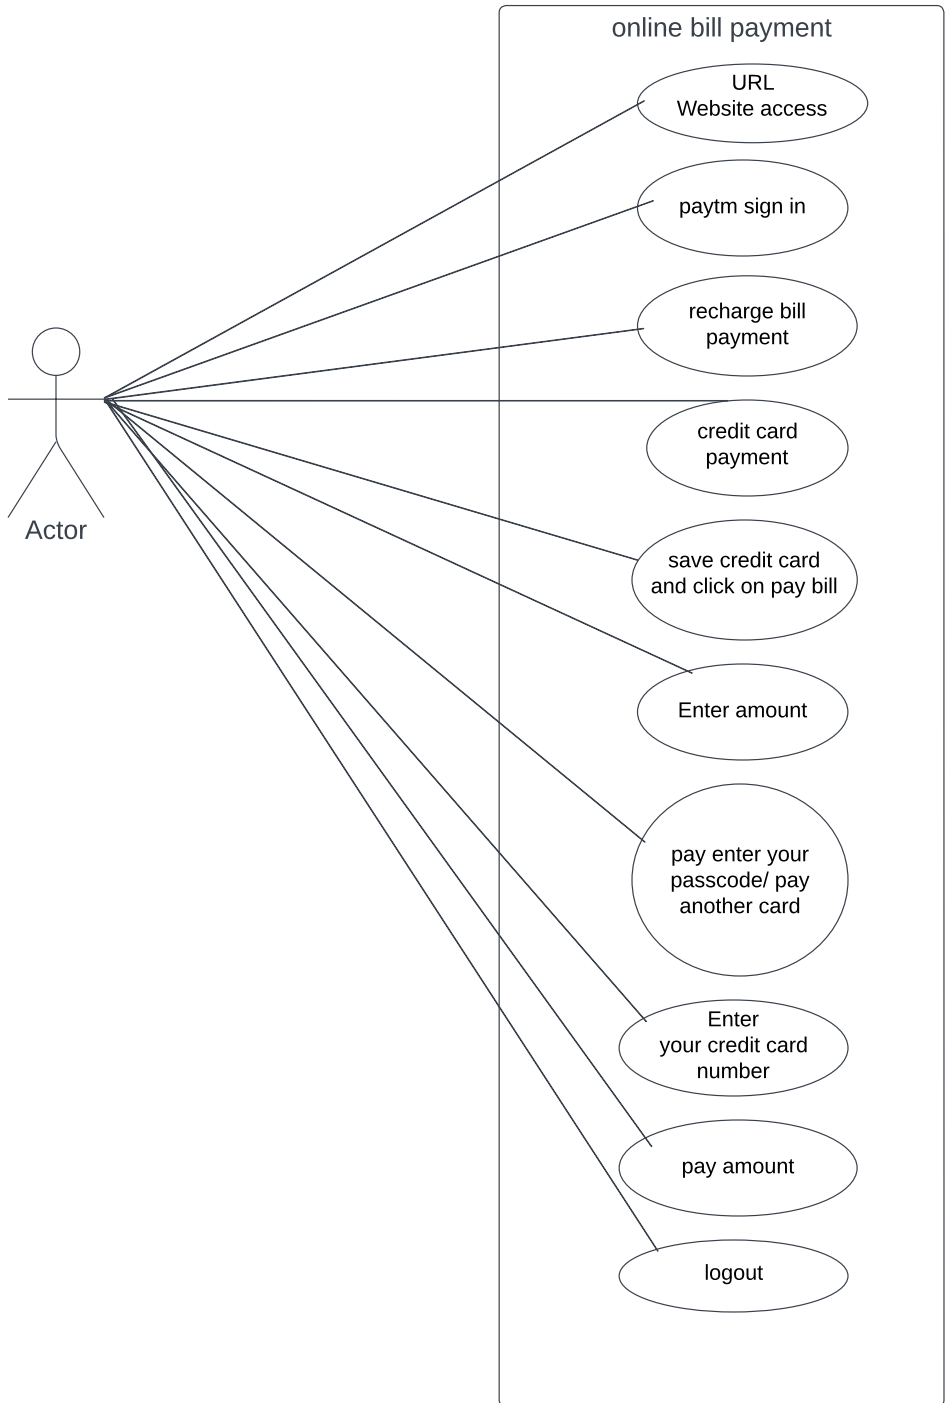 online bill payment
URL
Website access
paytm sign in
recharge bill
payment
credit card
payment
save credit card
and click on pay bill
Actor
Enter amount
pay enter your
passcode/ pay
another card
Enter
your credit card
number
pay amount
logout